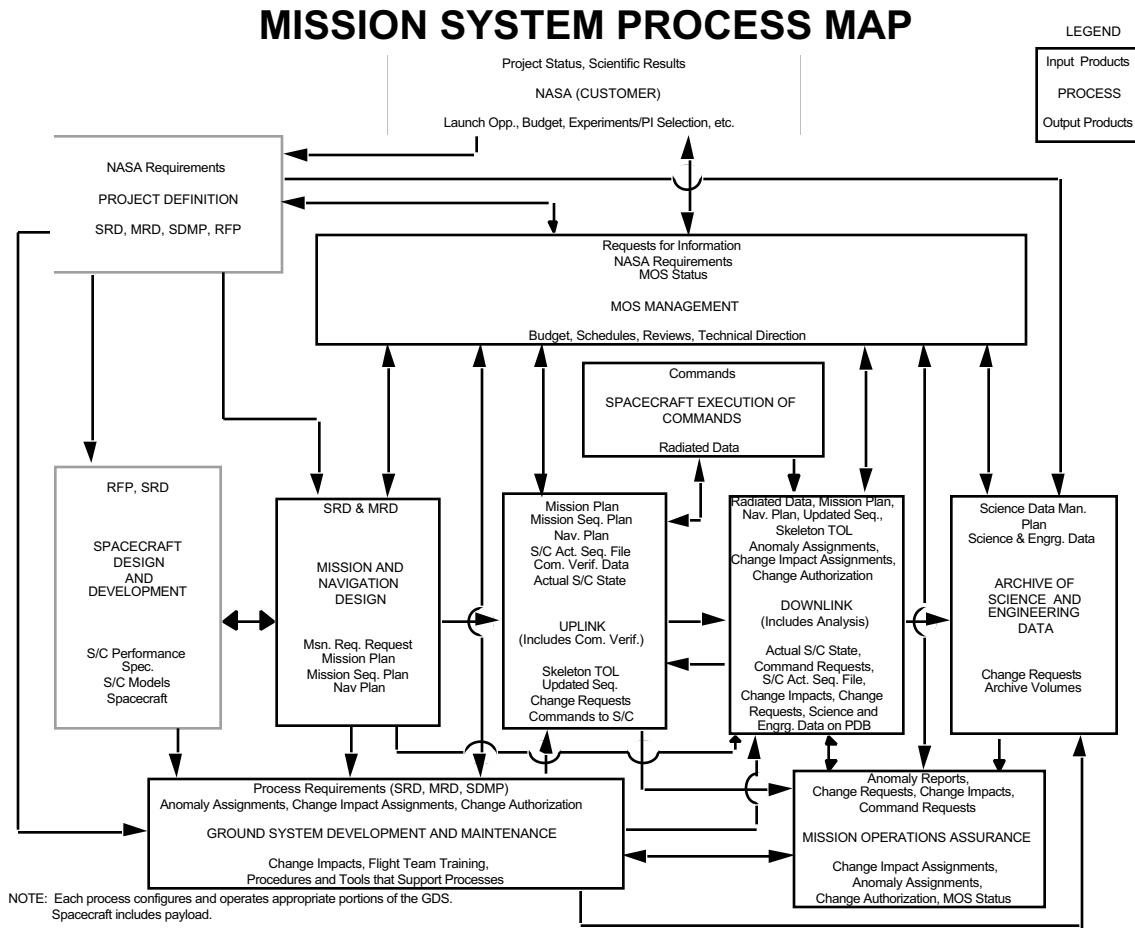 MISSION SYSTEM PROCESS MAP
LEGEND
Input Products
PROCESS
Output Products
Project Status, Scientific Results
NASA (CUSTOMER)
Launch Opp., Budget, Experiments/PI Selection, etc.
NASA Requirements
PROJECT DEFINITION
SRD, MRD, SDMP, RFP
Requests for Information
NASA Requirements
MOS Status
MOS MANAGEMENT
Budget, Schedules, Reviews, Technical Direction
Commands
SPACECRAFT EXECUTION OF
COMMANDS
Radiated Data
RFP, SRD
SPACECRAFT
DESIGN
AND
DEVELOPMENT
S/C Performance
Spec.
S/C Models
Spacecraft
SRD & MRD
MISSION AND
NAVIGATION
DESIGN
Msn. Req. Request
Mission Plan
Mission Seq. Plan
Nav Plan
Mission Plan
Mission Seq. Plan
Nav. Plan
S/C Act. Seq. File
Com. Verif. Data
Actual S/C State
UPLINK
(Includes Com. Verif.)
Skeleton TOL
Updated Seq.
Change Requests
Commands to S/C
Radiated Data, Mission Plan,
Nav. Plan, Updated Seq.,
Skeleton TOL
Anomaly Assignments,
Change Impact Assignments,
Change Authorization
DOWNLINK
(Includes Analysis)
Actual S/C State,
Command Requests,
S/C Act. Seq. File,
Change Impacts, Change
Requests, Science and
Engrg. Data on PDB
Science Data Man.
Plan
Science & Engrg. Data
ARCHIVE OF
SCIENCE AND
ENGINEERING
DATA
Change Requests
Archive Volumes
Process Requirements (SRD, MRD, SDMP)
Anomaly Assignments, Change Impact Assignments, Change Authorization
GROUND SYSTEM DEVELOPMENT AND MAINTENANCE
Change Impacts, Flight Team Training,
Procedures and Tools that Support Processes
Anomaly Reports,
Change Requests, Change Impacts,
Command Requests
MISSION OPERATIONS ASSURANCE
Change Impact Assignments,
Anomaly Assignments,
Change Authorization, MOS Status
NOTE: Each process configures and operates appropriate portions of the GDS.
Spacecraft includes payload.